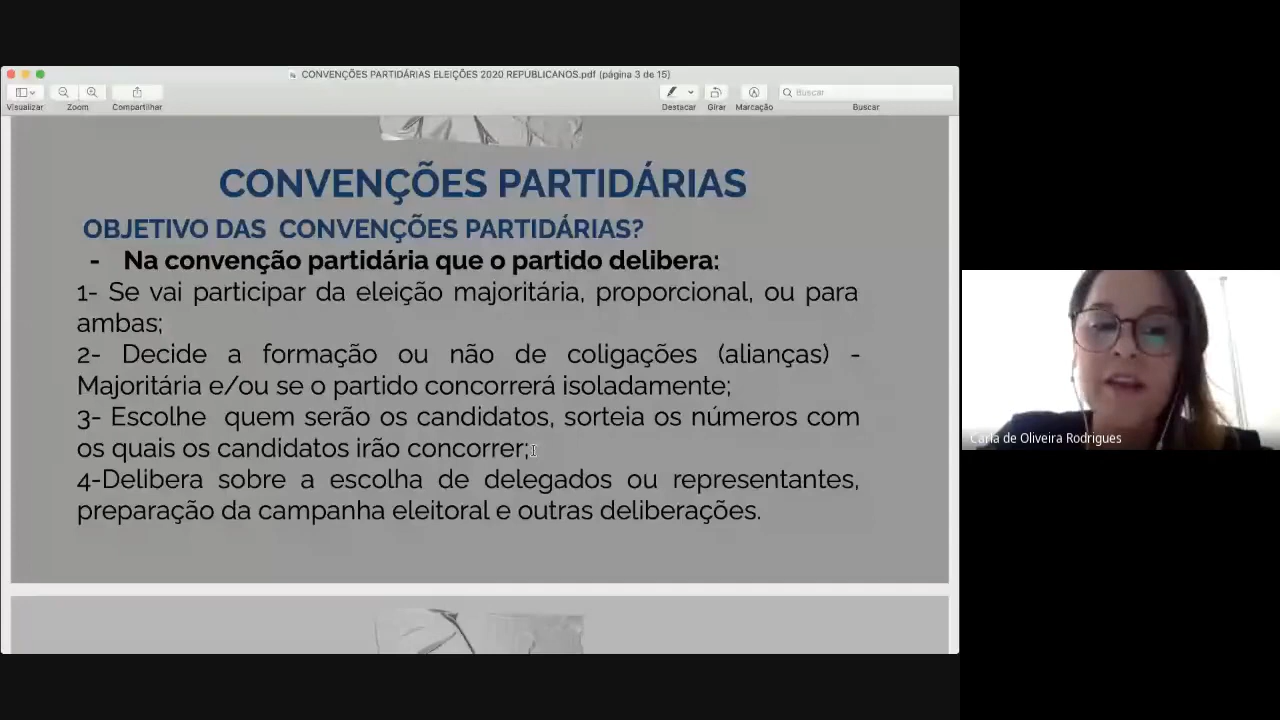 CONVENÇÕES PARTIDÁRIAS ELEIÇÕES 2020 REPUBLICANOS.pdf (página 3 de 15)
Buscar
Visualizar Zoom Compartilhar Destacar Girar Marcação Buscar
CONVENÇÕES PARTIDÁRIAS
OBJETIVO DAS CONVENÇÕES PARTIDÁRIAS?
- Na convenção partidária que o partido delibera:
1- Se vai participar da eleição majoritária, proporcional, ou para
ambas;
2- Decide a formação ou não de coligações (alianças) -
Majoritária e/ou se o partido concorrerá isoladamente;
3- Escolhe quem serão os candidatos, sorteia os números com
os quais os candidatos irão concorrer;
4-Delibera sobre a escolha de delegados ou representantes,
preparação da campanha eleitoral e outras deliberações.
Carla de Oliveira Rodrigues